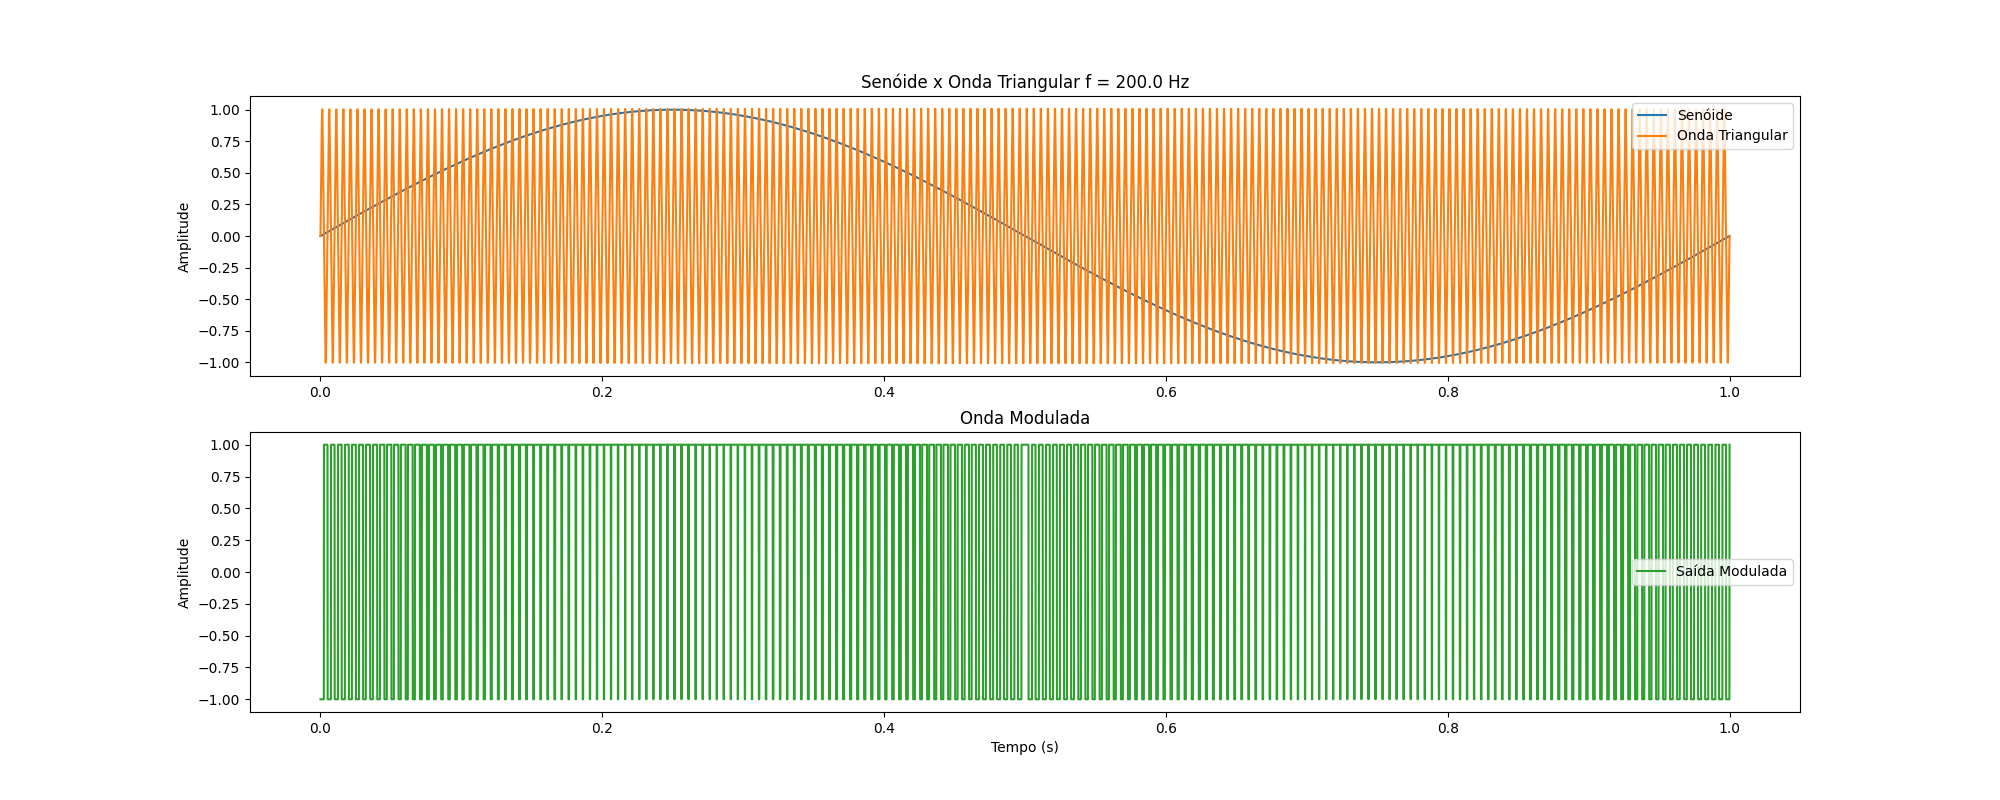 Senóide x Onda Triangular f = 200.0 Hz
Amplitude
1.00
0.75
0.50
0.25
0.00
−0.25
−0.50
−0.75
−1.00
Senóide
Onda Triangular
0.0 0.2 0.4 0.6 0.8 1.0
Onda Modulada
Amplitude
1.00
0.75
0.50
0.25
0.00
−0.25
−0.50
−0.75
−1.00
Saída Modulada
0.0 0.2 0.4 0.6 0.8 1.0
Tempo (s)